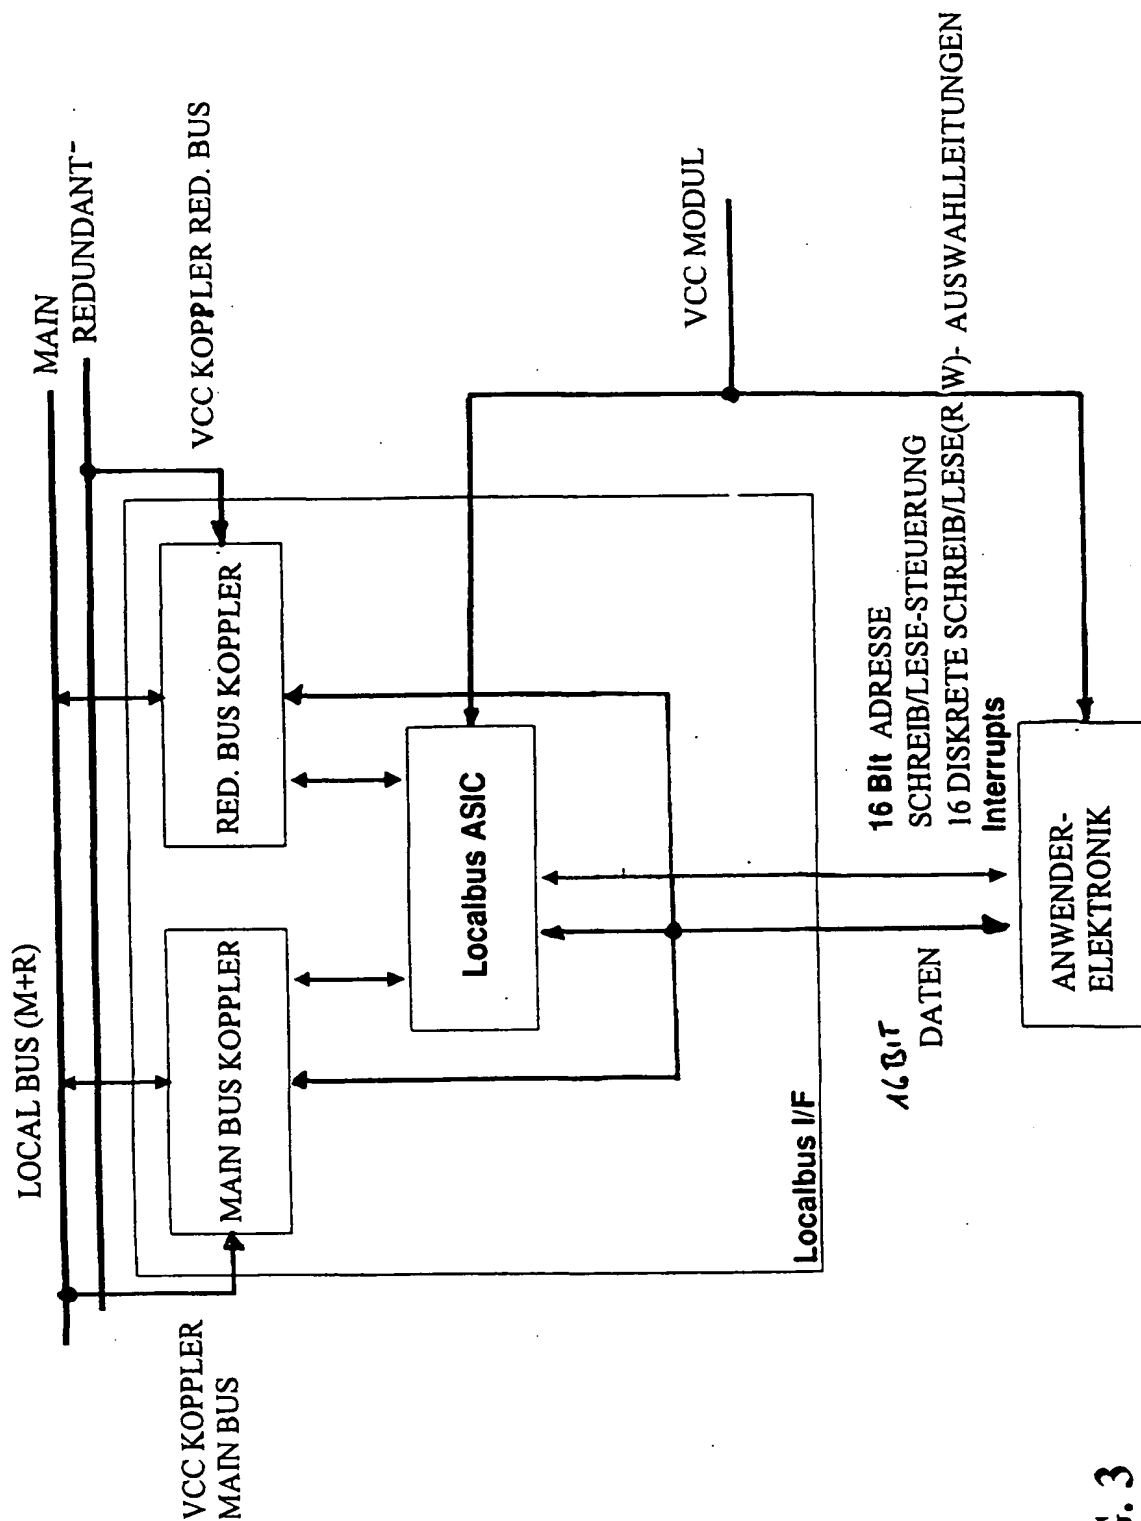 LOCAL BUS (M+R)
MAIN
REDUNDANT
VCC KOPPLER
MAIN BUS
VCC KOPPLER RED. BUS
MAIN BUS KOPPLER
RED. BUS KOPPLER
Localbus ASIC
VCC MODUL
Localbus I/F
16 BIT
DATEN
16 Bit ADRESSE
SCHREIB/LESE-STEUERUNG
16 DISKRETE SCHREIB/LESE(R W)- AUSWAHLLEITUNGEN
Interrupts
ANWENDER-
ELEKTRONIK
. 3